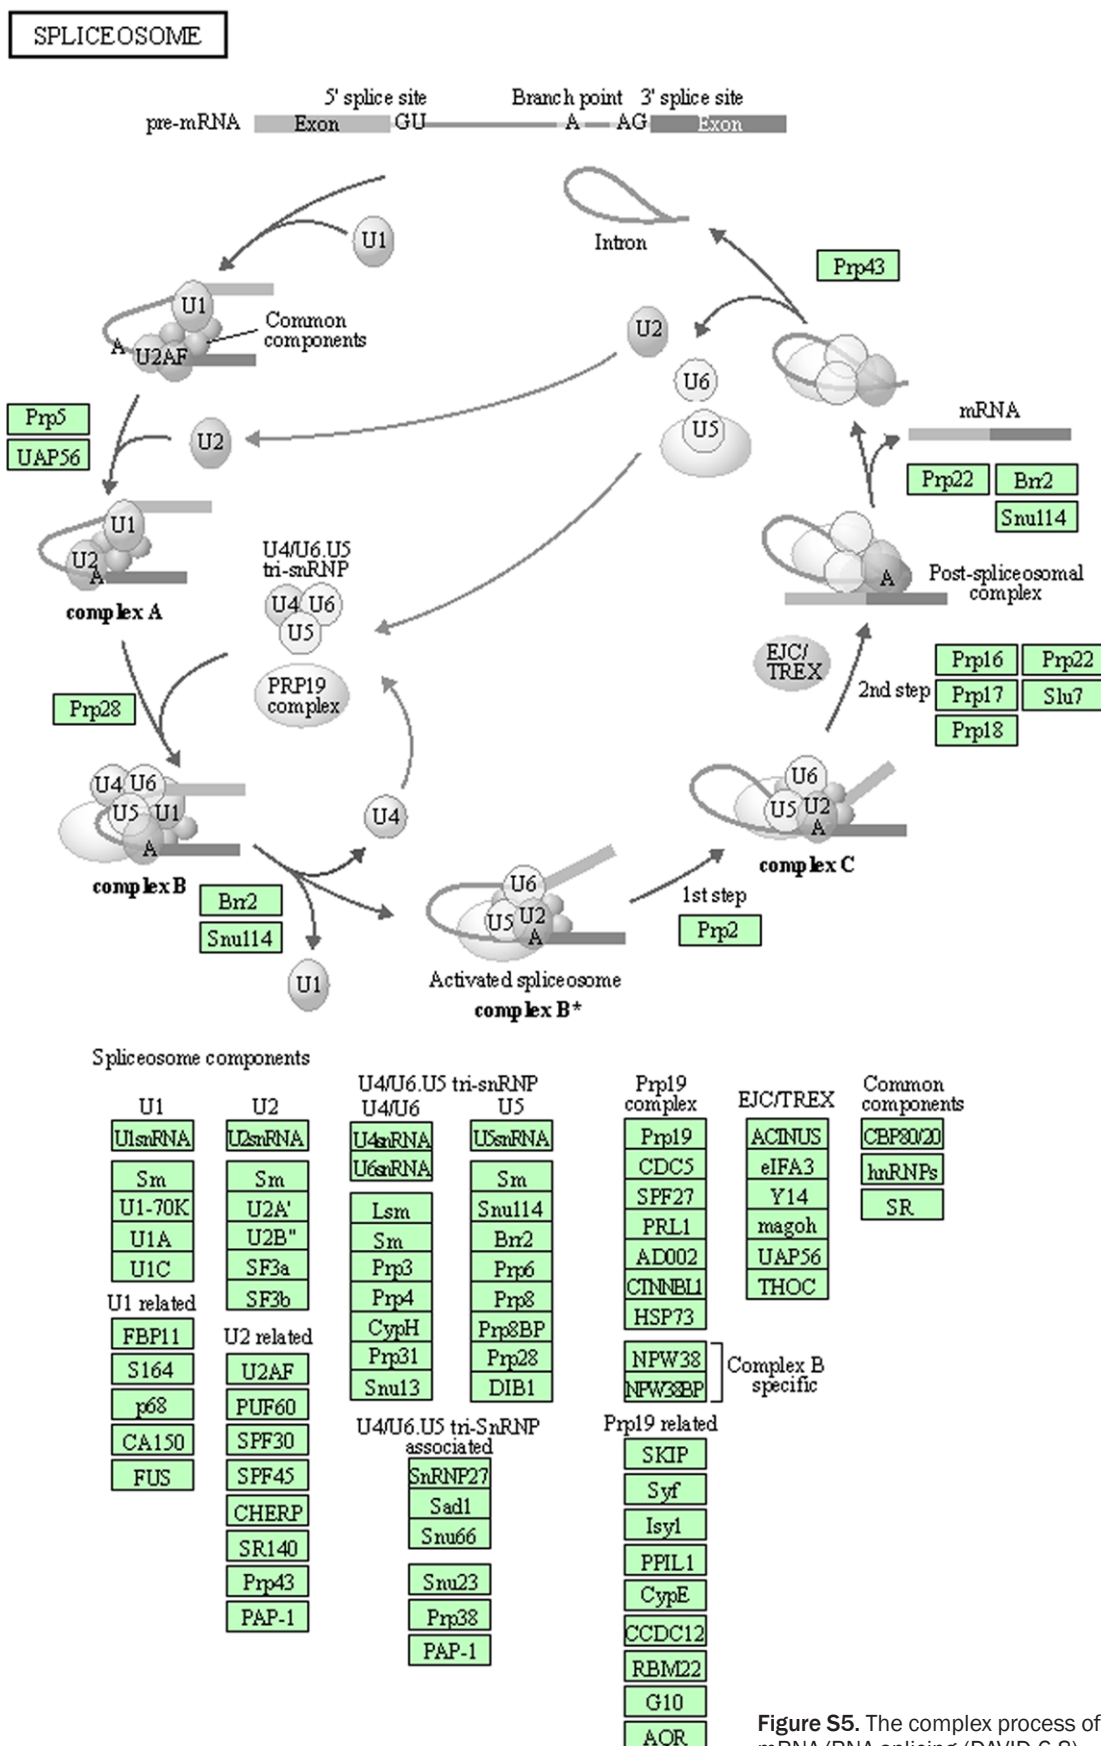 SPLICEOSOME
5' splice site Branch point 3' splice site
pre-mRNA Exon GU A AG Exon
U1
Intron
Prp43
U1
Common
components
A U2AF
U2
U6
U5
mRNA
Prp5
UAP56
U2
Prp22 Brr2
Snu114
U1
U2
A
complex A
U4/U6.U5
tri-snRNP
U4 U6
U5
PRP19
complex
A
Post-spliceosomal
complex
EJC/
TREX
2nd step
Prp16 Prp22
Prp17 Slu7
Prp18
Prp28
U4 U6
U5 U1
A
complex B
U4
U6
U5 U2
A
complex C
Brr2
Snu114
U1
U6
U5 U2
A
1st step
Prp2
Activated spliceosome
complex B*
Spliceosome components
U1
U1snRNA
Sm
U1-70K
U1A
U1C
U1 related
FBP11
S164
p68
CA150
FUS
U2
U2snRNA
Sm
U2A'
U2B"
SF3a
SF3b
U2 related
U2AF
PUF60
SPF30
SPF45
CHERP
SR140
Prp43
PAP-1
U4/U6.U5 tri-snRNP
U4/U6
U4snRNA
U6snRNA
Lsm
Sm
Prp3
Prp4
CypH
Prp31
Snu13
U5
U5snRNA
Sm
Snu114
Brr2
Prp6
Prp8
Prp8BP
Prp28
DIB1
U4/U6.U5 tri-SnRNP
associated
SnRNP27
Sad1
Snu66
Snu23
Prp38
PAP-1
Prp19
complex
Prp19
CDC5
SPF27
PRL1
AD002
CTNNBL1
HSP73
NPW38
NPW38BP
Complex B
specific
Prp19 related
SKIP
Syf
Isy1
PPIL1
CypE
CCDC12
RBM22
G10
AOR
EJC/TREX
ACINUS
eIFA3
Y14
magoh
UAP56
THOC
Common
components
CBP80/20
hnRNPs
SR
Figure S5. The complex process of
mRNA/RNA splicing (DAVID 6.8)